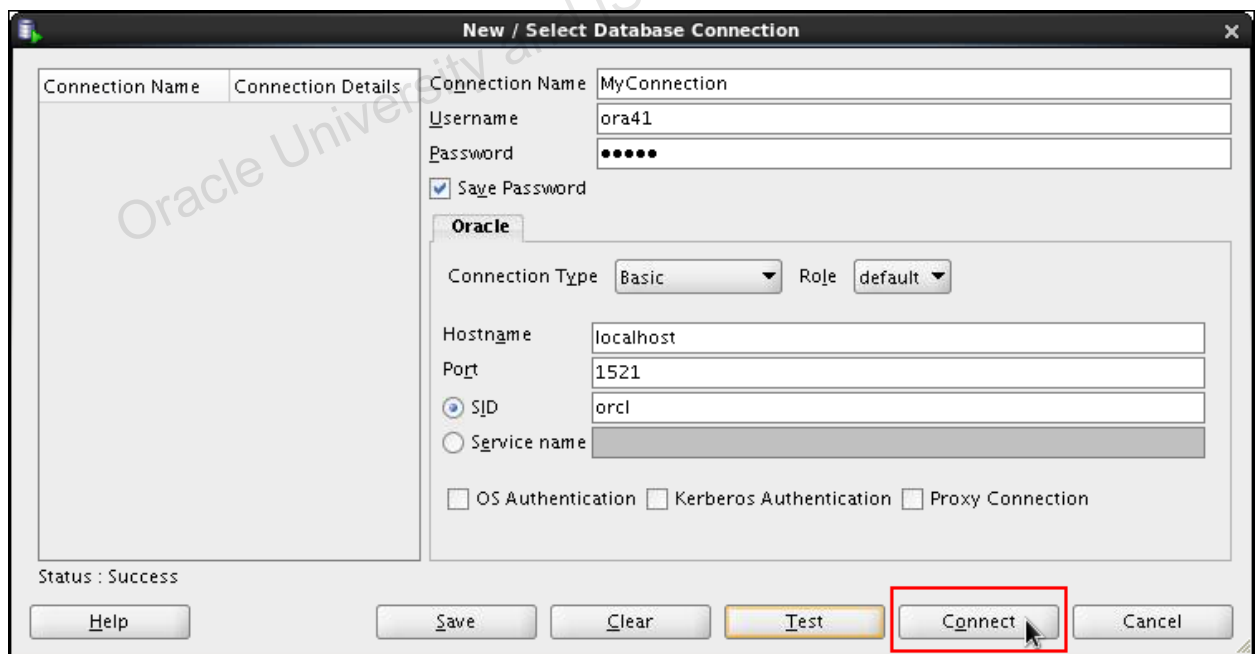 New / Select Database Connection
Connection Name Connection Details
Connection Name MyConnection
Username ora41
Password •••••
Save Password
Oracle
Connection Type Basic Role default
Hostname localhost
Port 1521
SID orcl
Service name
OS Authentication Kerberos Authentication Proxy Connection
Status : Success
Help Save Clear Test Connect Cancel
Oracle University